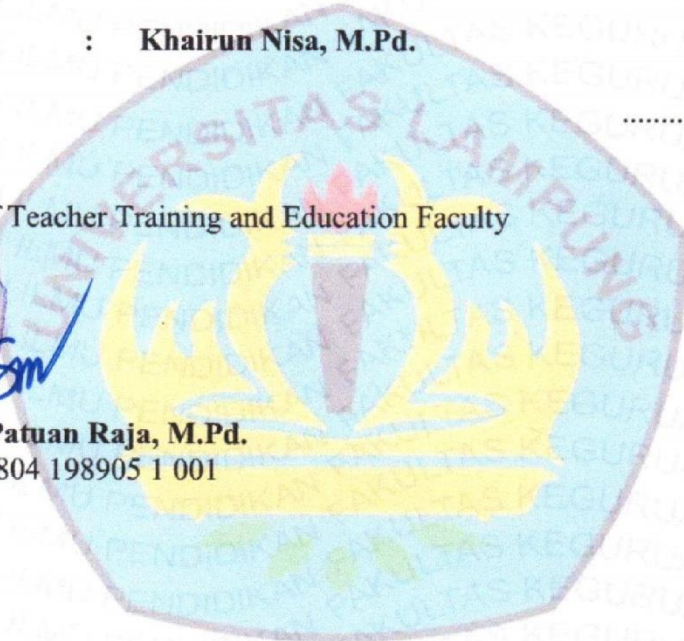 : Khairun Nisa, M.Pd.
..........
UNIVERSITAS LAMPUNG
Teacher Training and Education Faculty
Patuan Raja, M.Pd.
804 198905 1 001